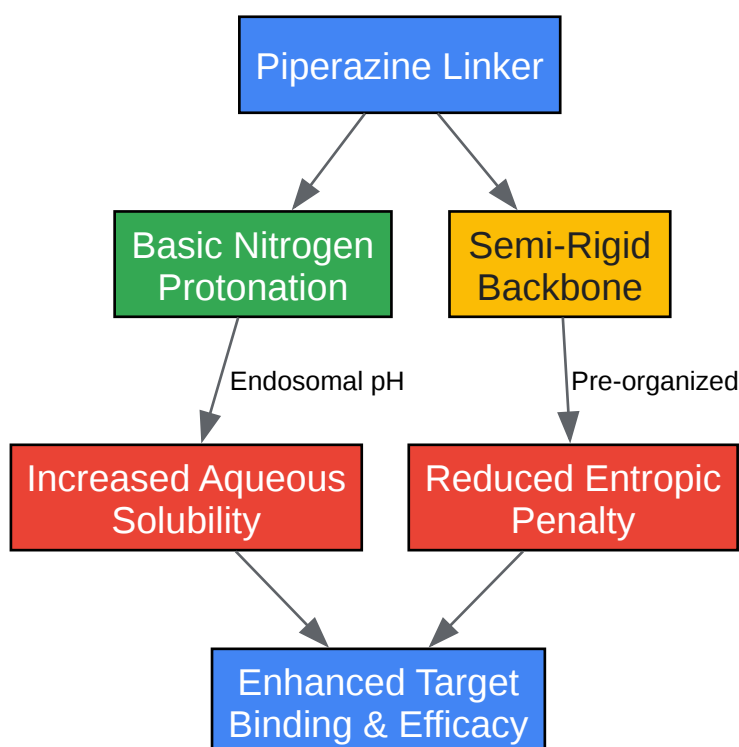 Piperazine Linker
Basic Nitrogen
Protonation
Semi-Rigid
Backbone
Endosomal pH
Pre-organized
Increased Aqueous
Solubility
Reduced Entropic
Penalty
Enhanced Target
Binding & Efficacy